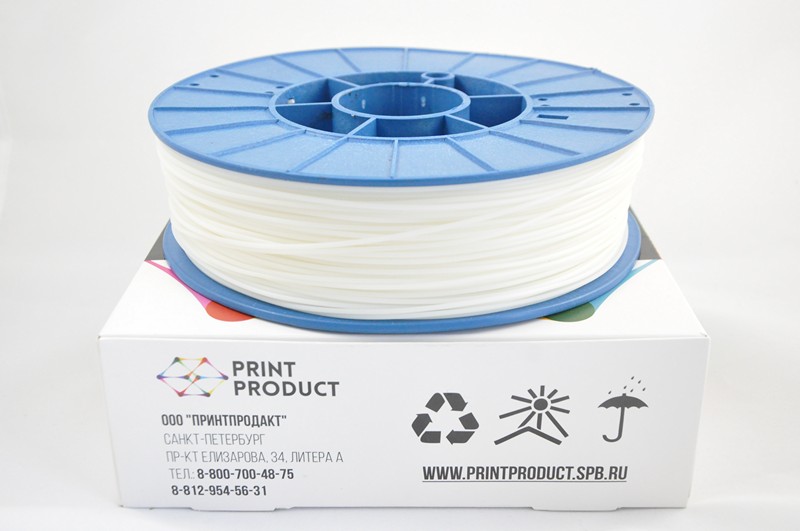 PRINT
PRODUCT
ООО "ПРИНТПРОДАКТ"
САНКТ-ПЕТЕРБУРГ
ПР-КТ ЕЛИЗАРОВА, 34, ЛИТЕРА А
ТЕЛ.: 8-800-700-48-75
8-812-954-56-31
WWW.PRINTPRODUCT.SPB.RU